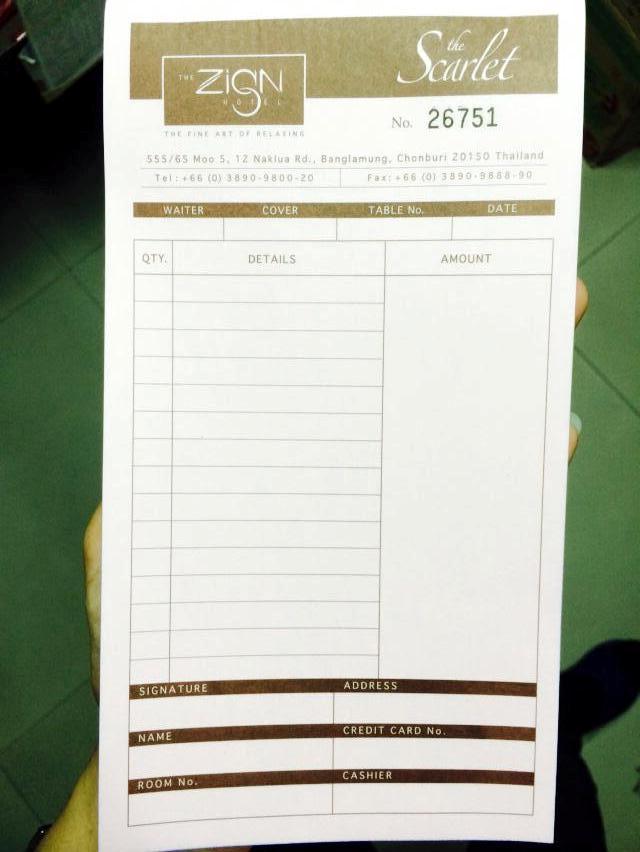 THE ZiGN HOTEL
THE FINE ART OF RELAXING
the Scarlet
No. 26751
555/65 Moo 5, 12 Naklua Rd., Banglamung, Chonburi 20150 Thailand
Tel: +66 (0) 3890-9800-20 Fax: +66 (0) 3890-9888-90
WAITER COVER TABLE No. DATE
QTY. DETAILS AMOUNT
SIGNATURE ADDRESS
NAME CREDIT CARD No.
ROOM No. CASHIER